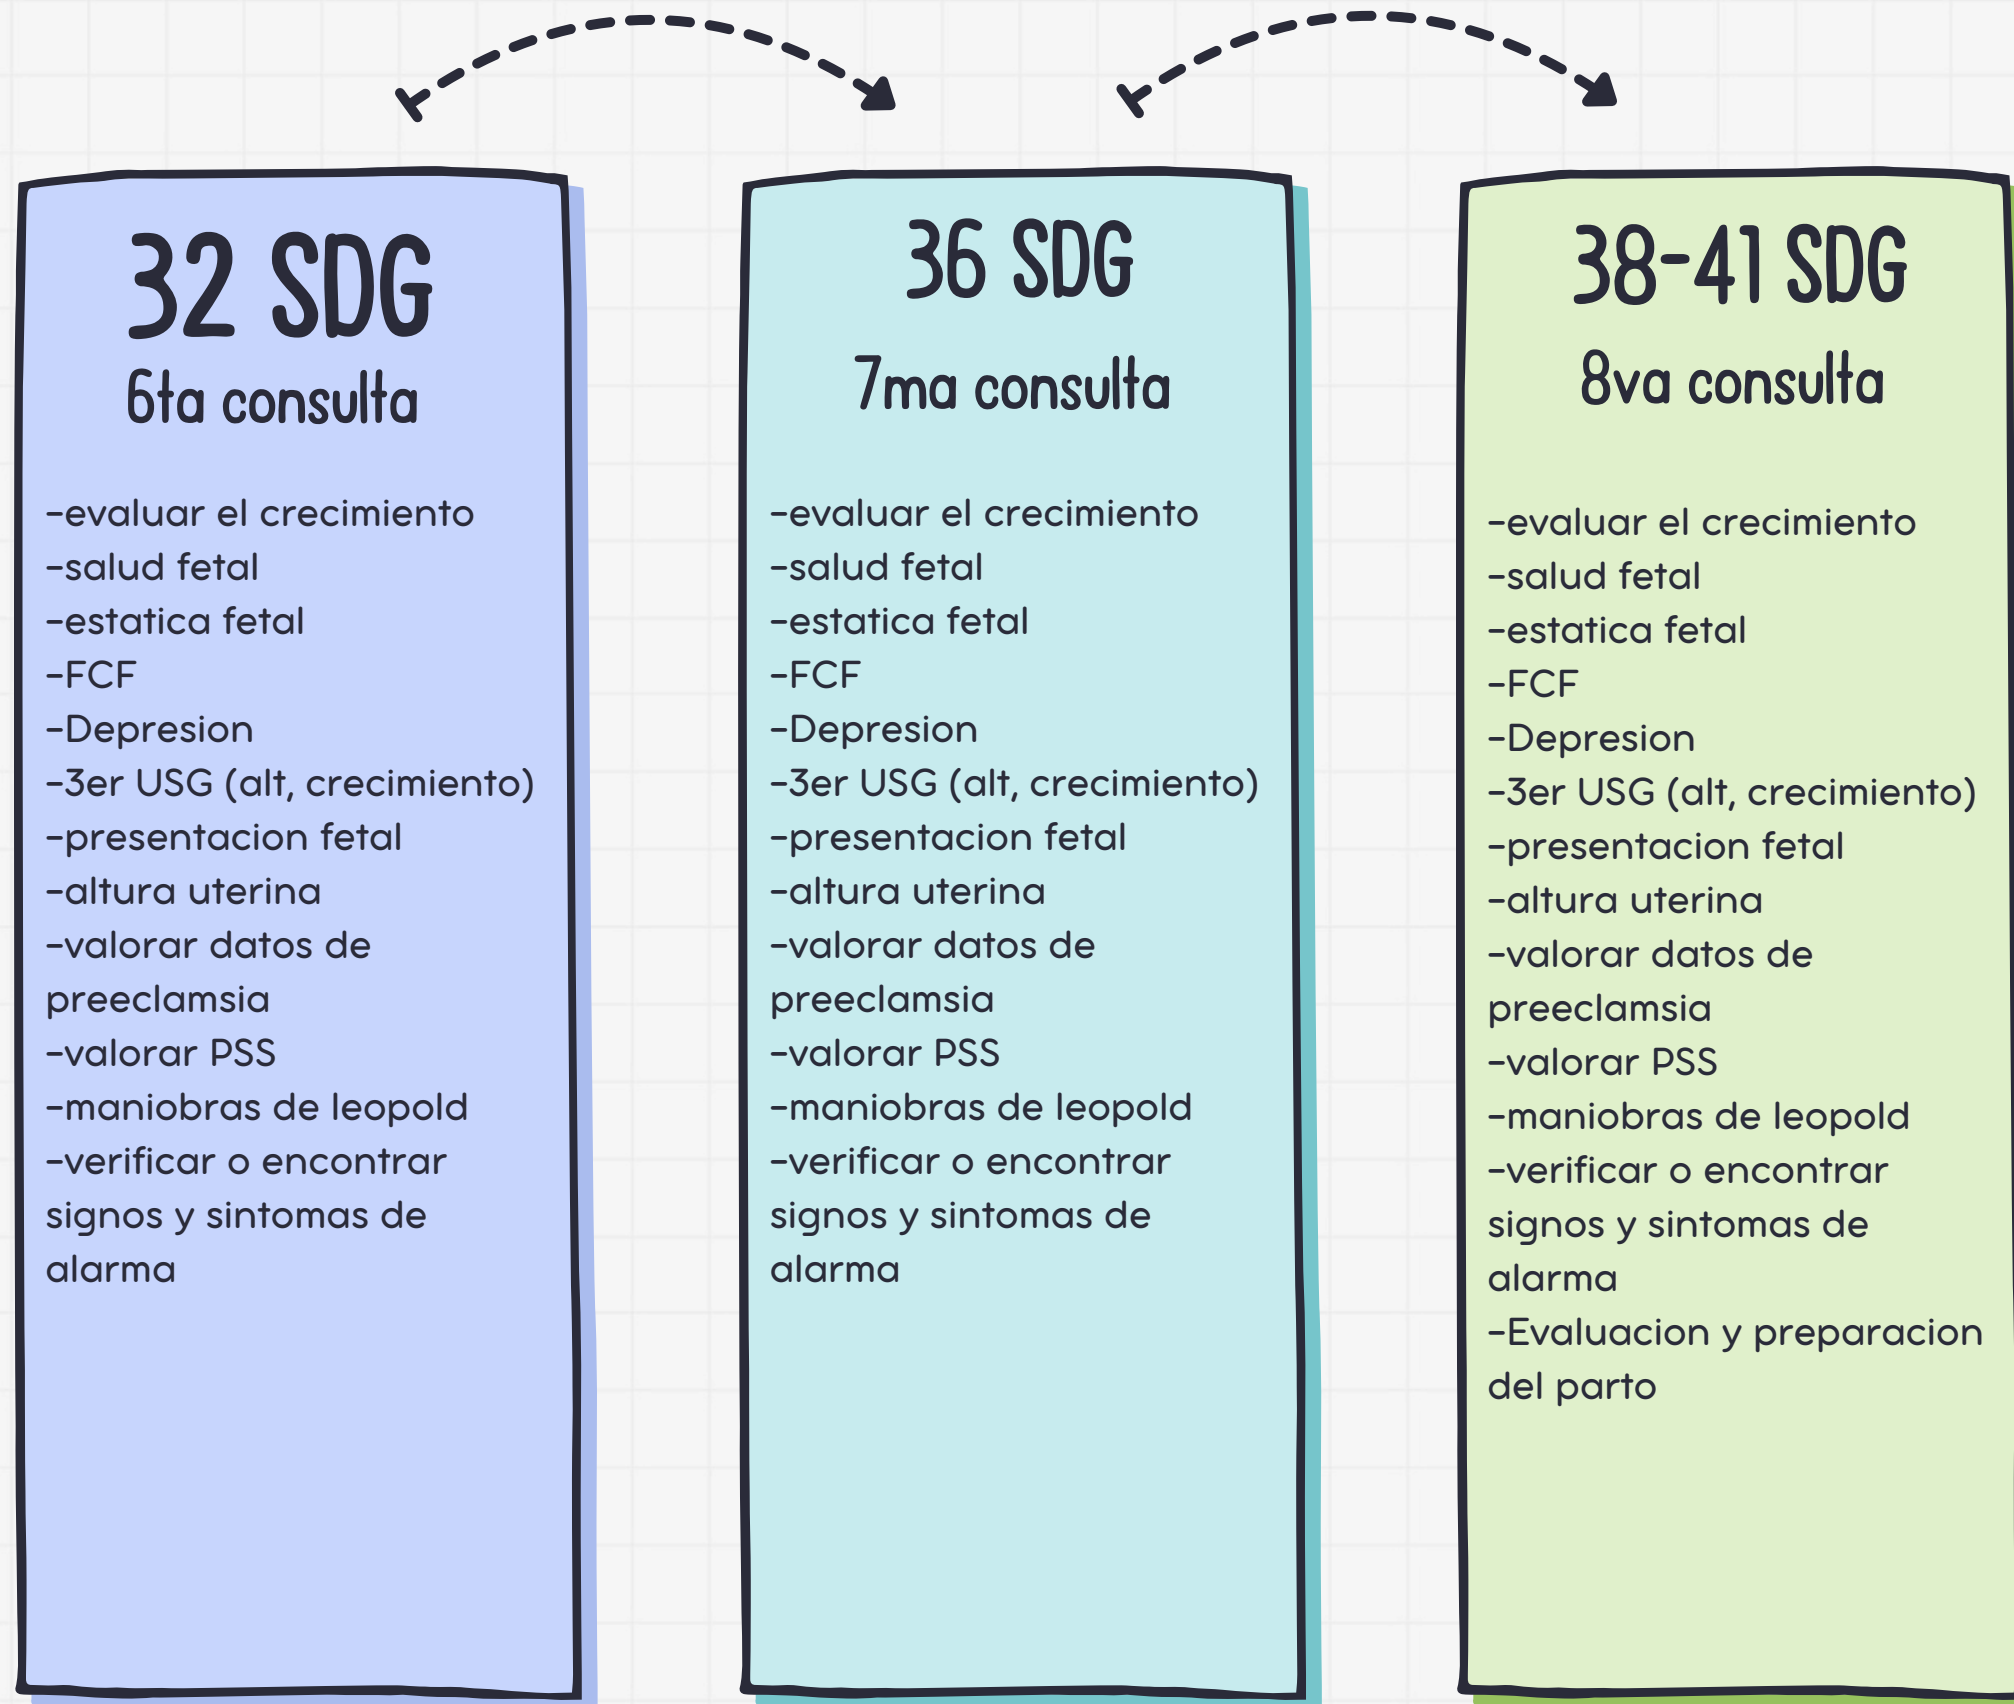 32 SDG
6ta consulta
-evaluar el crecimiento
-salud fetal
-estatica fetal
-FCF
-Depresion
-3er USG (alt, crecimiento)
-presentacion fetal
-altura uterina
-valorar datos de
preeclamsia
-valorar PSS
-maniobras de leopold
-verificar o encontrar
signos y sintomas de
alarma
36 SDG
7ma consulta
-evaluar el crecimiento
-salud fetal
-estatica fetal
-FCF
-Depresion
-3er USG (alt, crecimiento)
-presentacion fetal
-altura uterina
-valorar datos de
preeclamsia
-valorar PSS
-maniobras de leopold
-verificar o encontrar
signos y sintomas de
alarma
38-41 SDG
8va consulta
-evaluar el crecimiento
-salud fetal
-estatica fetal
-FCF
-Depresion
-3er USG (alt, crecimiento)
-presentacion fetal
-altura uterina
-valorar datos de
preeclamsia
-valorar PSS
-maniobras de leopold
-verificar o encontrar
signos y sintomas de
alarma
-Evaluacion y preparacion
del parto